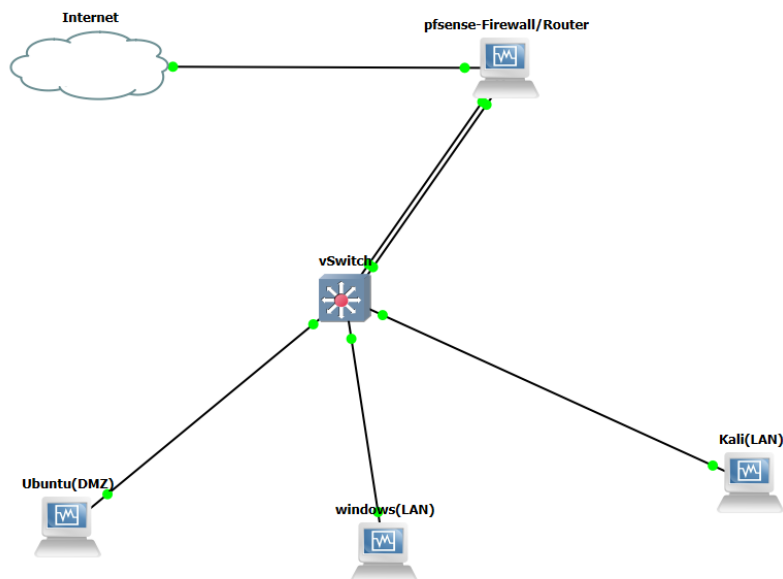 Internet
pfsense-Firewall/Router
vSwitch
Kali(LAN)
Ubuntu(DMZ)
windows(LAN)